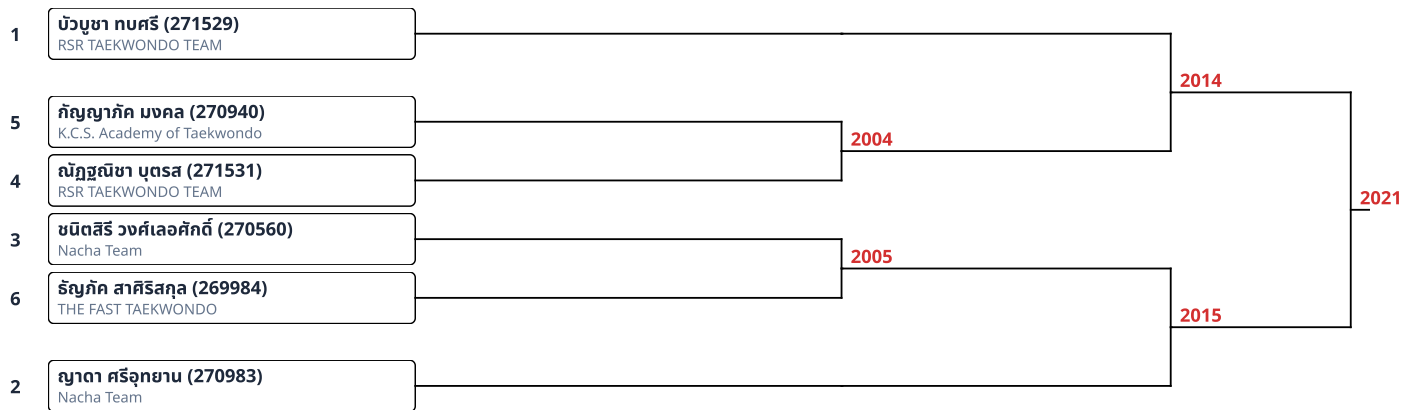 1
บัวบูชา ทบศรี (271529)
RSR TAEKWONDO TEAM
2014
5
กัญญาภัค มงคล (270940)
K.C.S. Academy of Taekwondo
2004
4
ณัฏฐณิชา บุตรส (271531)
RSR TAEKWONDO TEAM
2021
3
ชนิตสิรี วงศ์เลอศักดิ์ (270560)
Nacha Team
2005
6
ธัญภัค สาศิริสกุล (269984)
THE FAST TAEKWONDO
2015
2
ญาดา ศรีอุทยาน (270983)
Nacha Team